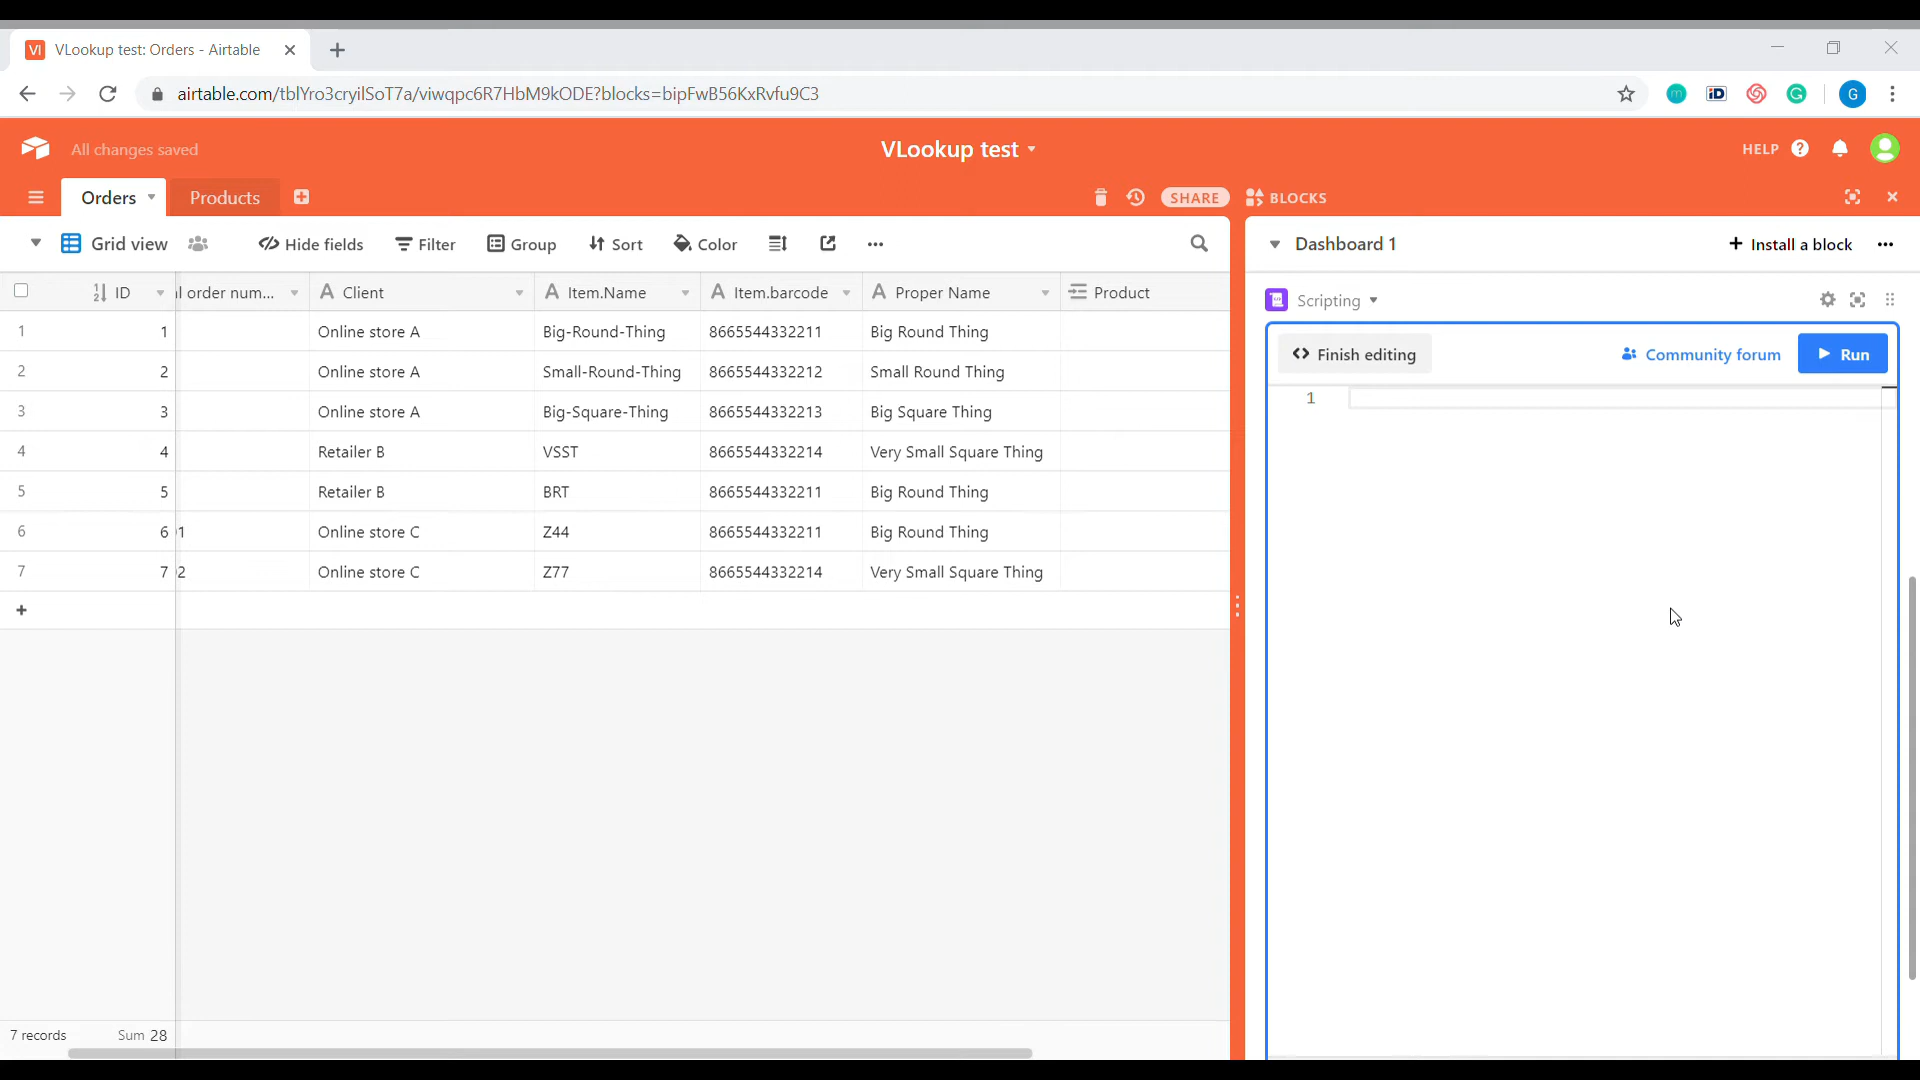 VI VLookup test: Orders - Airtable
airtable.com/tblYro3cryilSoT7a/viwqpc6R7HbM9kODE?blocks=bipFwB56KxRvfu9C3
iD G G
All changes saved
VLookup test
HELP ?
Orders Products
SHARE BLOCKS
Grid view Hide fields Filter Group Sort Color
Dashboard 1 Install a block
ID l order num... A Client A Item.Name A Item.barcode A Proper Name Product
1 1 Online store A Big-Round-Thing 8665544332211 Big Round Thing
2 2 Online store A Small-Round-Thing 8665544332212 Small Round Thing
3 3 Online store A Big-Square-Thing 8665544332213 Big Square Thing
4 4 Retailer B VSST 8665544332214 Very Small Square Thing
5 5 Retailer B BRT 8665544332211 Big Round Thing
6 6 1 Online store C Z44 8665544332211 Big Round Thing
7 7 2 Online store C Z77 8665544332214 Very Small Square Thing
7 records Sum 28
Scripting
Finish editing Community forum Run
1